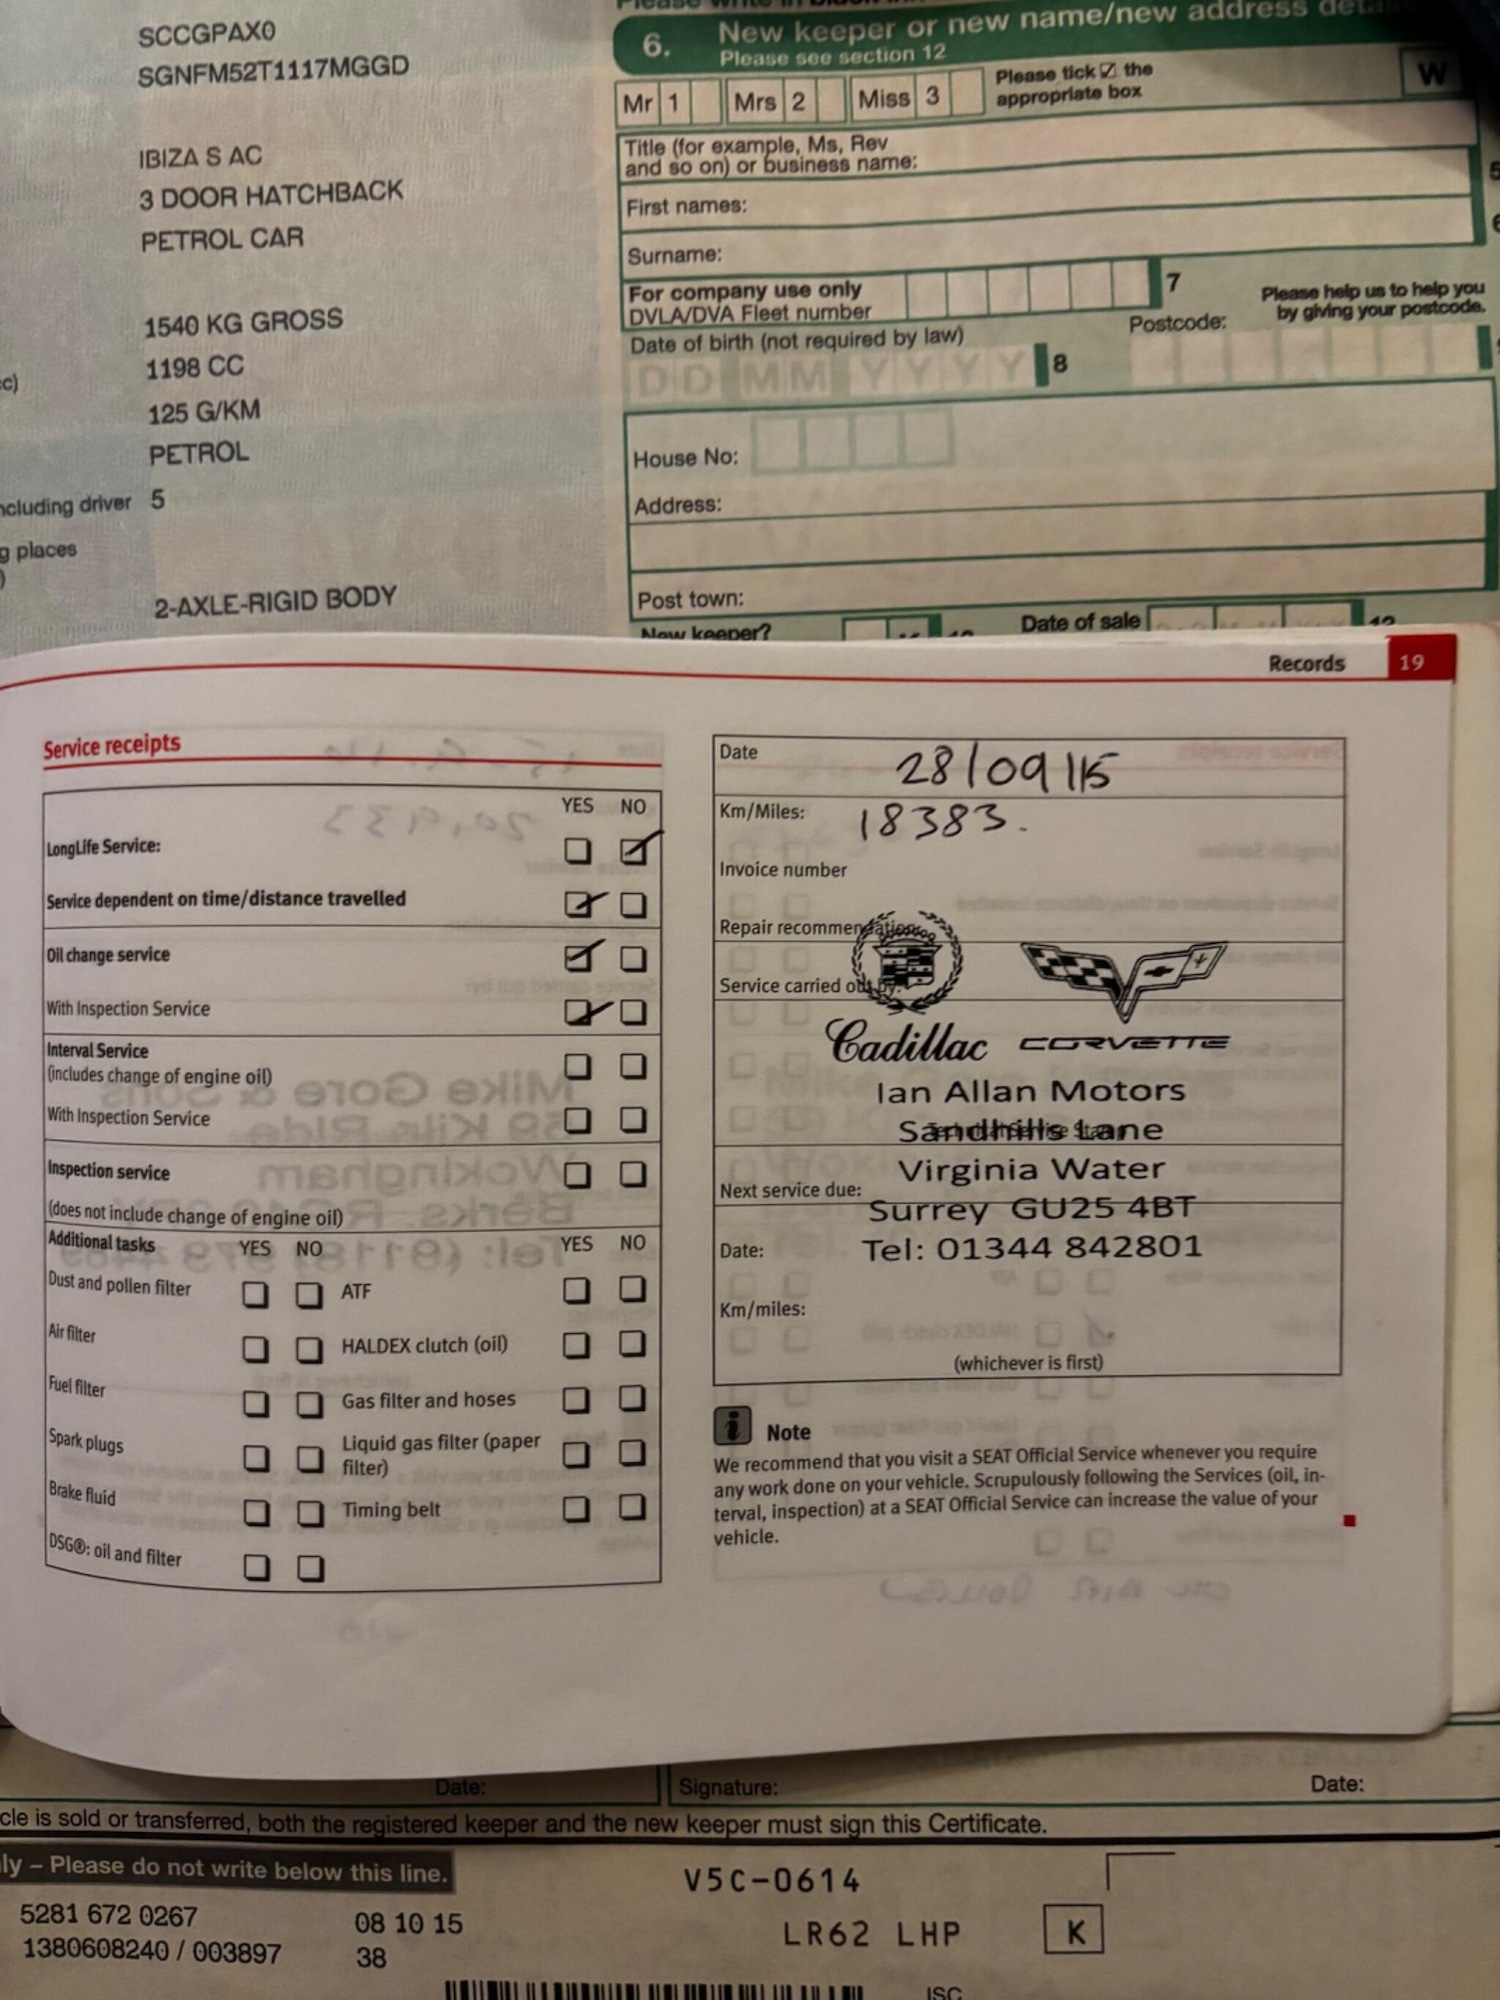 SCCGPAX0
SGNFM52T1117MGGD
IBIZA S AC
3 DOOR HATCHBACK
PETROL CAR
1540 KG GROSS
1198 CC
125 G/KM
PETROL
including driver 5
places
2-AXLE-RIGID BODY
6. New keeper or new name/new address
Please see section 12
Mr 1 Mrs 2 Miss 3 Please tick ☑ the
appropriate box
W
Title (for example, Ms, Rev
and so on) or business name:
First names:
Surname:
For company use only
DVLA/DVA Fleet number
7
Please help us to help you
by giving your postcode.
Date of birth (not required by law)
Postcode:
DD MM YYYY 8
House No:
Address:
Post town:
New keeper? Date of sale
Records 19
Service receipts
YES NO
LongLife Service:
Service dependent on time/distance travelled
Oil change service
With Inspection Service
Interval Service
(includes change of engine oil)
With Inspection Service
Inspection service
(does not include change of engine oil)
Additional tasks YES NO YES NO
Dust and pollen filter ATF
Air filter HALDEX clutch (oil)
Fuel filter Gas filter and hoses
Spark plugs Liquid gas filter (paper
filter)
Brake fluid Timing belt
DSG®: oil and filter
Date 28/09/15
Km/Miles: 18383.
Invoice number
Repair recommendations
Service carried out by:
Cadillac CORVETTE
Ian Allan Motors
Sandhills Lane
Virginia Water
Next service due:
Surrey GU25 4BT
Date: Tel: 01344 842801
Km/miles:
(whichever is first)
i Note
We recommend that you visit a SEAT Official Service whenever you require
any work done on your vehicle. Scrupulously following the Services (oil, in-
terval, inspection) at a SEAT Official Service can increase the value of your
vehicle.
Date: Signature: Date:
cle is sold or transferred, both the registered keeper and the new keeper must sign this Certificate.
ly – Please do not write below this line.
V5C-0614
5281 672 0267 08 10 15
LR62 LHP K
1380608240 / 003897 38
ISC